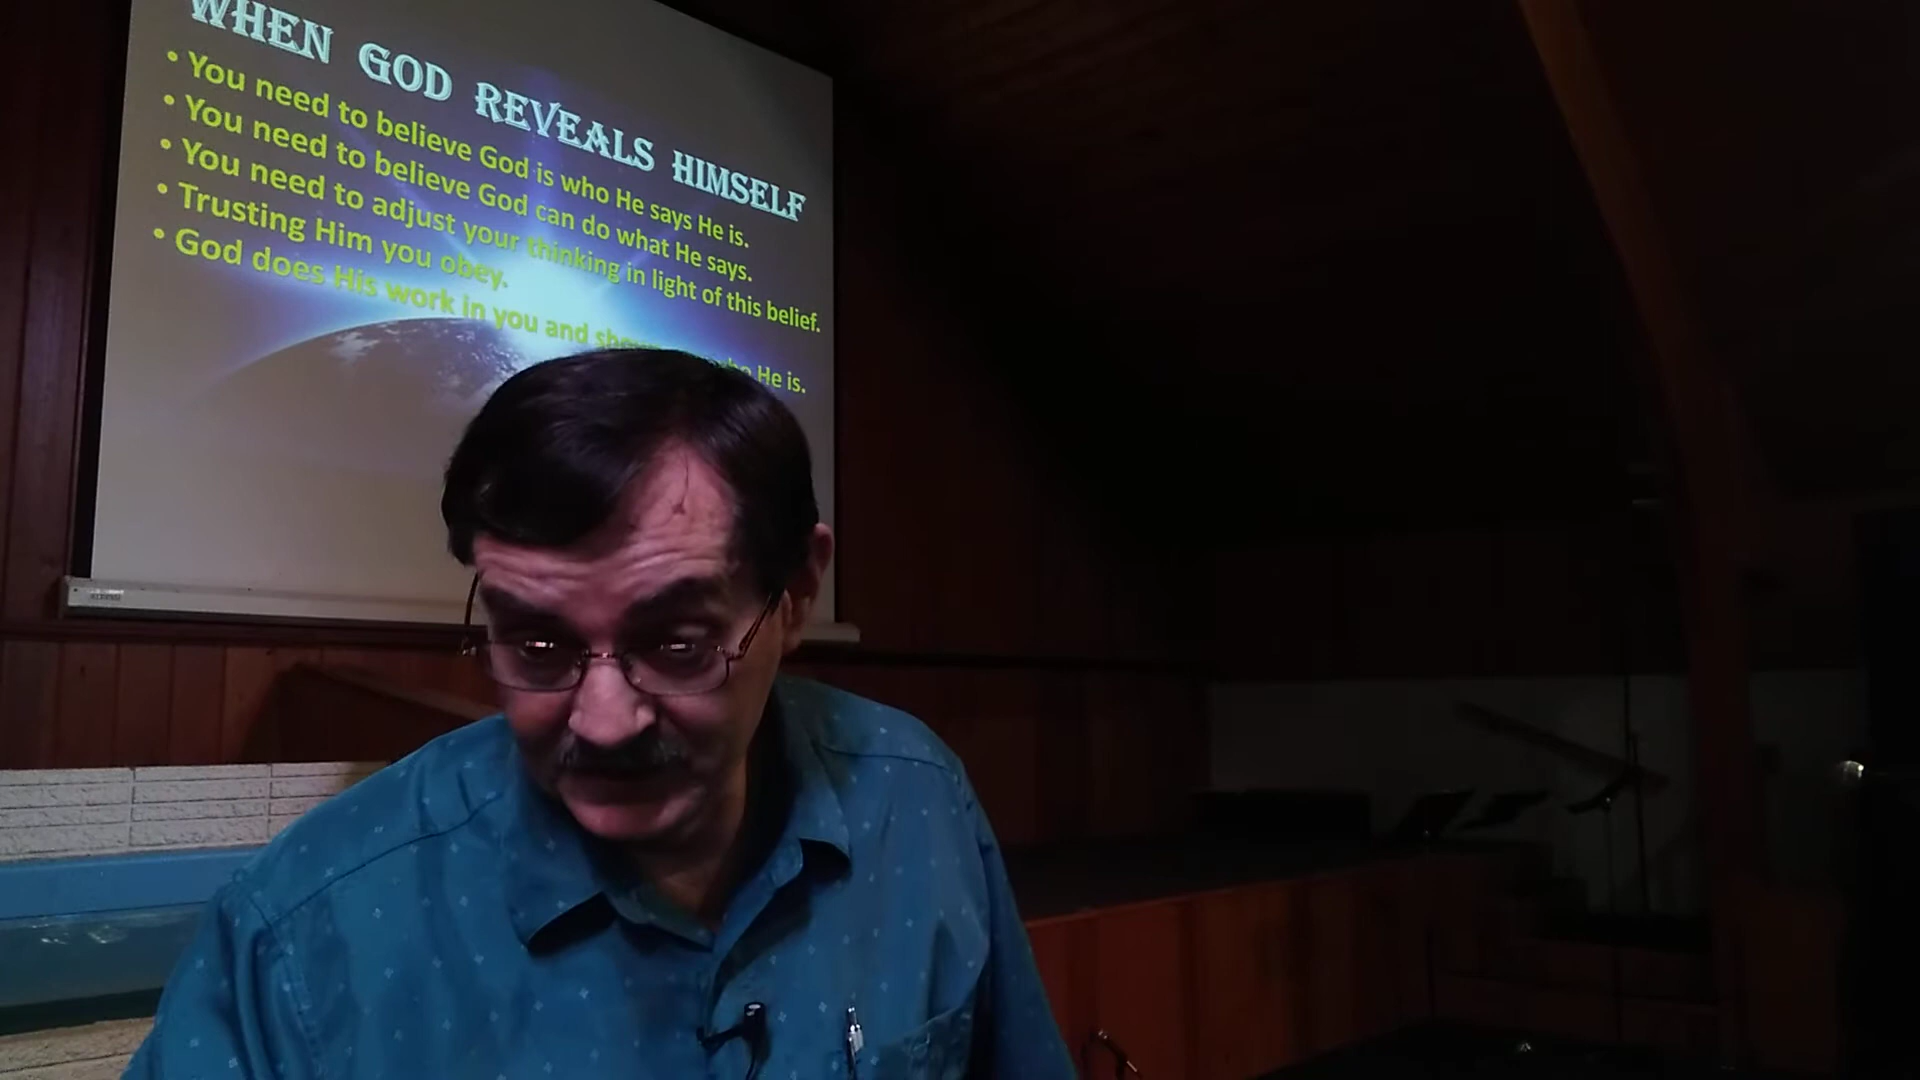 WHEN GOD REVEALS HIMSELF
• You need to believe God is who He says He is.
• You need to believe God can do what He says.
• You need to adjust your thinking in light of this belief.
• Trusting Him you obey.
• God does His work in you and He is.